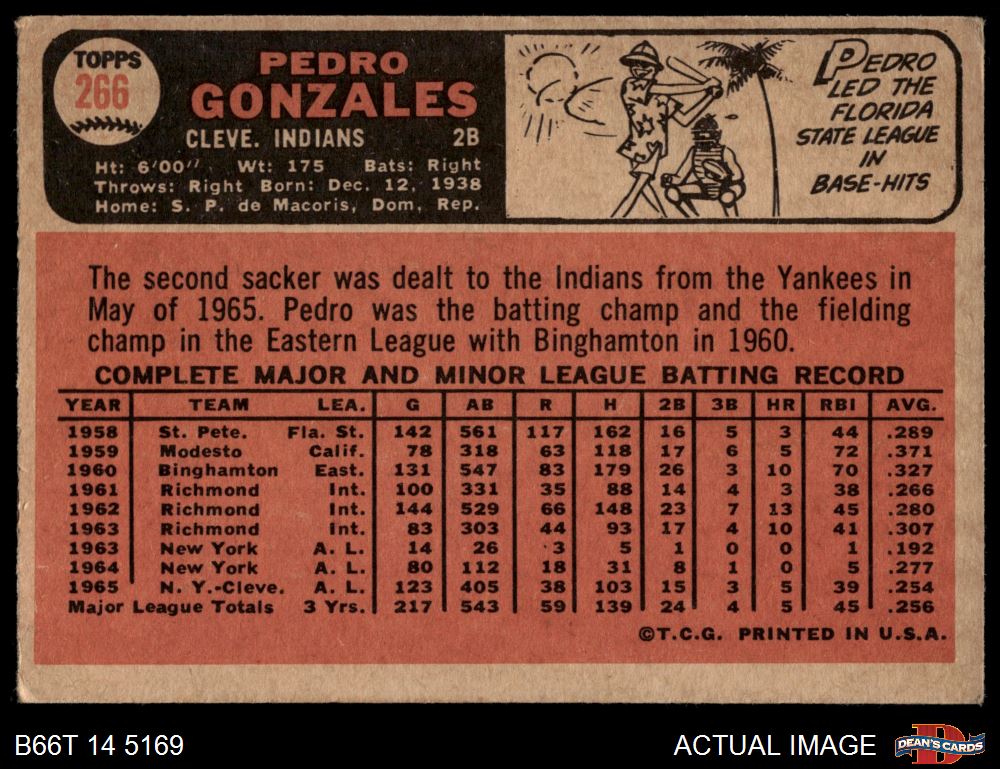 TOPPS
266
PEDRO
GONZALES
CLEVE. INDIANS 2B
Ht: 6'00" Wt: 175 Bats: Right
Throws: Right Born: Dec. 12, 1938
Home: S. P. de Macoris, Dom. Rep.
PEDRO
LED THE
FLORIDA
STATE LEAGUE
IN
BASE-HITS
The second sacker was dealt to the Indians from the Yankees in
May of 1965. Pedro was the batting champ and the fielding
champ in the Eastern League with Binghamton in 1960.
COMPLETE MAJOR AND MINOR LEAGUE BATTING RECORD
YEAR TEAM LEA. G AB R H 2B 3B HR RBI AVG.
1958 St. Pete. Fla. St. 142 561 117 162 16 5 3 44 .289
1959 Modesto Calif. 78 318 63 118 17 6 5 72 .371
1960 Binghamton East. 131 547 83 179 26 3 10 70 .327
1961 Richmond Int. 100 331 35 88 14 4 3 38 .266
1962 Richmond Int. 144 529 66 148 23 7 13 45 .280
1963 Richmond Int. 83 303 44 93 17 4 10 41 .307
1963 New York A. L. 14 26 3 5 1 0 0 1 .192
1964 New York A. L. 80 112 18 31 8 1 0 5 .277
1965 N. Y.-Cleve. A. L. 123 405 38 103 15 3 5 39 .254
Major League Totals 3 Yrs. 217 543 59 139 24 4 5 45 .256
©T.C.G. PRINTED IN U.S.A.
B66T 14 5169
ACTUAL IMAGE
D
DEAN'S CARDS